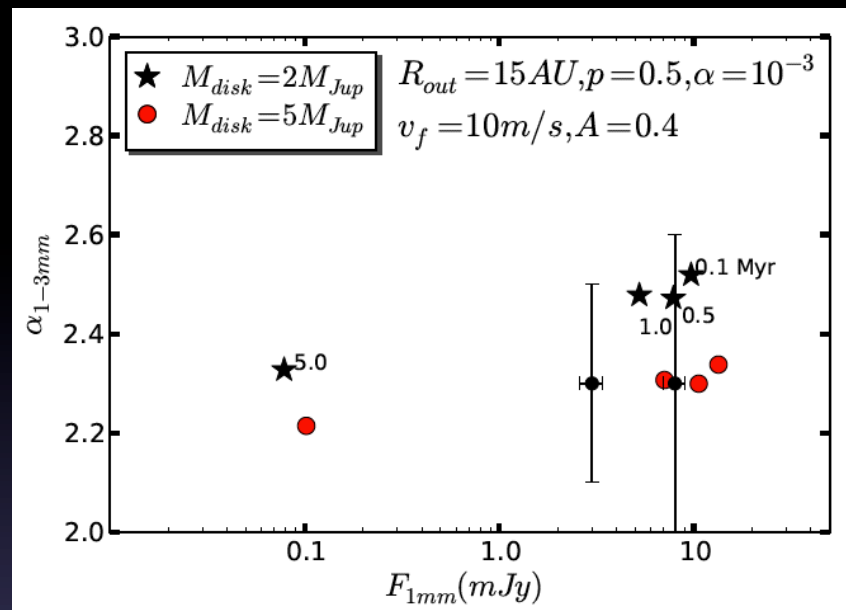 3.0
2.8
2.6
2.4
2.2
2.0
α₁₋₃mm
M_disk=2M_Jup
M_disk=5M_Jup
R_out=15AU,p=0.5,α=10⁻³
v_f=10m/s,A=0.4
0.1 Myr
0.5
1.0
5.0
0.1
1.0
10
F₁mm(mJy)